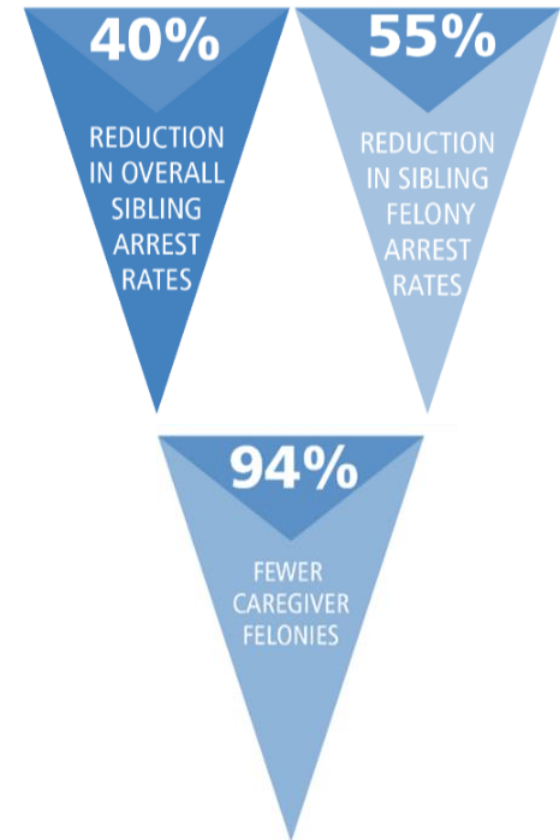 40%
REDUCTION
IN OVERALL
SIBLING
ARREST
RATES
55%
REDUCTION
IN SIBLING
FELONY
ARREST
RATES
94%
FEWER
CAREGIVER
FELONIES